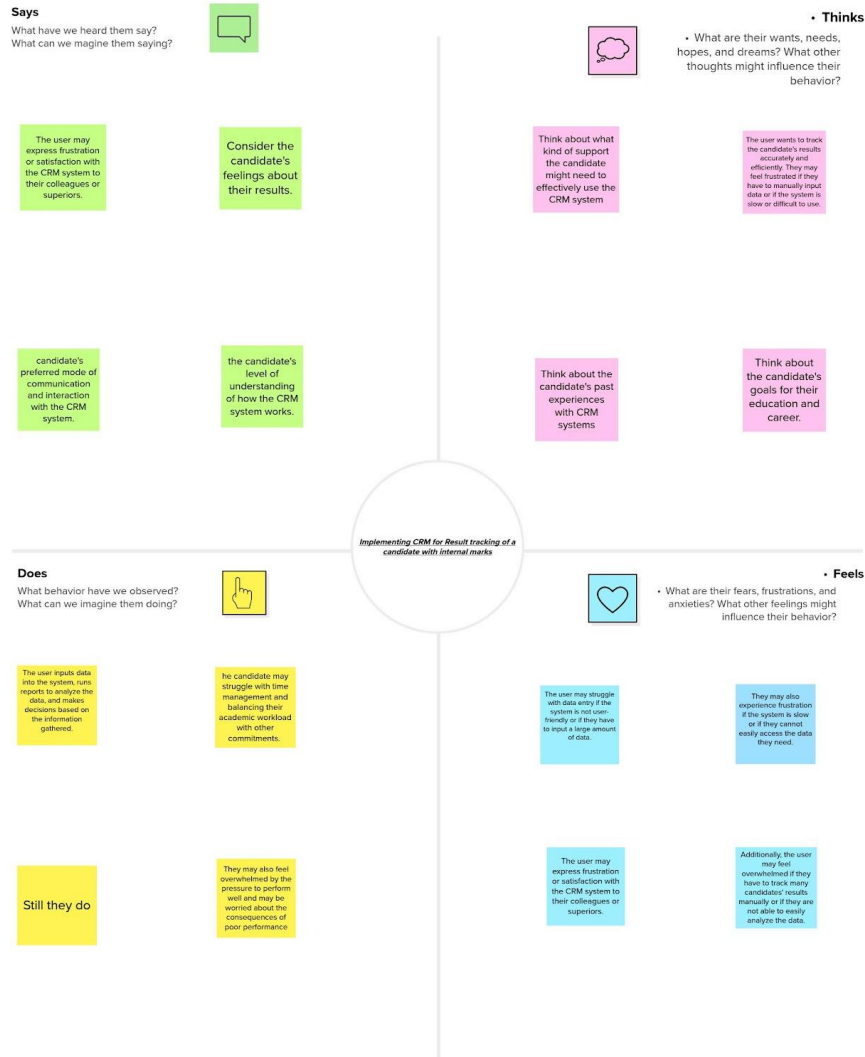 Says
What have we heard them say?
What can we magine them saying?
The user may
express frustration
or satisfaction with
the CRM system to
their colleagues or
superiors.
Consider the
candidate's
feelings about
their results.
candidate's
preferred mode of
communication
and interaction
with the CRM
system.
the candidate's
level of
understanding
of how the CRM
system works.
• Thinks
• What are their wants, needs,
hopes, and dreams? What other
thoughts might influence their
behavior?
Think about what
kind of support
the candidate
might need to
effectively use the
CRM system
The user wants to track
the candidate's results
accurately and
efficiently. They may
feel frustrated if they
have to manually input
data or if the system is
slow or difficult to use.
Think about the
candidate's past
experiences
with CRM
systems
Think about
the candidate's
goals for their
education and
career.
Implementing CRM for Result tracking of a
candidate with internal marks
Does
What behavior have we observed?
What can we imagine them doing?
The user inputs data
into the system, runs
reports to analyze the
data, and makes
decisions based on
the information
gathered.
he candidate may
struggle with time
management and
balancing their
academic workload
with other
commitments.
Still they do
They may also feel
overwhelmed by the
pressure to perform
well and may be
worried about the
consequences of
poor performance
• Feels
• What are their fears, frustrations, and
anxieties? What other feelings might
influence their behavior?
The user may struggle
with data entry if the
system is not user-
friendly or if they have
to input a large amount
of data.
They may also
experience frustration
if the system is slow
or if they cannot
easily access the data
they need.
The user may
express frustration
or satisfaction with
the CRM system to
their colleagues or
superiors.
Additionally, the user
may feel
overwhelmed if they
have to track many
candidates' results
manually or if they are
not able to easily
analyze the data.